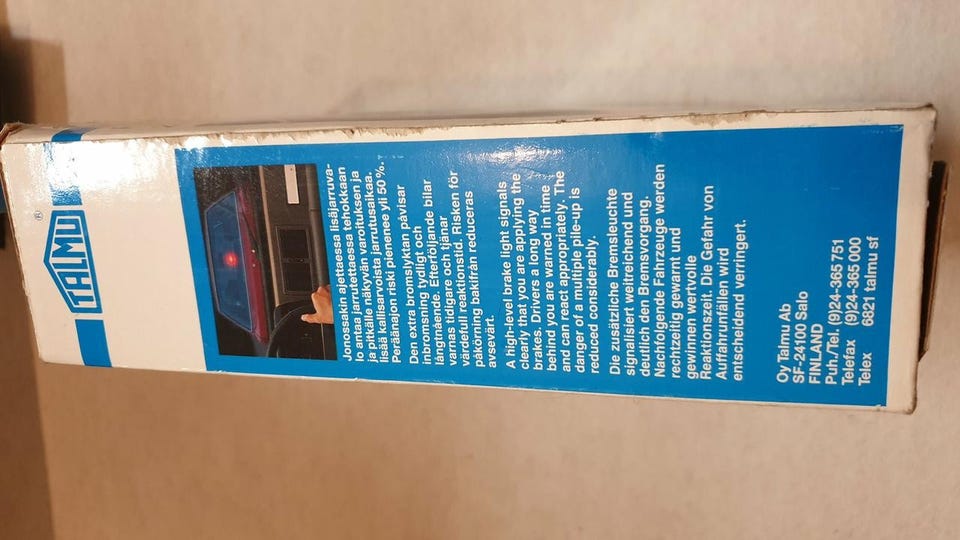 TALMU®
Jonossakin ajettaessa lisäjarruva-
lo antaa jarrutettaessa tehokkaan
ja pitkälle näkyvän varoituksen ja
lisää kallisarvoista jarrutusaikaa.
Peräänajon riski pienenee yli 50 %.
Den extra bromslyktan påvisar
inbromsning tydligt och
långtgående. Efterföljande bilar
varnas tidigare och tjänar
värdefull reaktionstid. Risken för
påkörning bakifrån reduceras
avsevärt.
A high-level brake light signals
clearly that you are applying the
brakes. Drivers a long way
behind you are warned in time
and can react appropriately. The
danger of a multiple pile-up is
reduced considerably.
Die zusätzliche Bremsleuchte
signalisiert weitreichend und
deutlich den Bremsvorgang.
Nachfolgende Fahrzeuge werden
rechtzeitig gewarnt und
gewinnen wertvolle
Reaktionszeit. Die Gefahr von
Auffahrunfällen wird
entscheidend verringert.
Oy Talmu Ab
SF-24100 Salo
FINLAND
Puh./Tel. (9)24-365 751
Telefax (9)24-365 000
Telex 6821 talmu sf